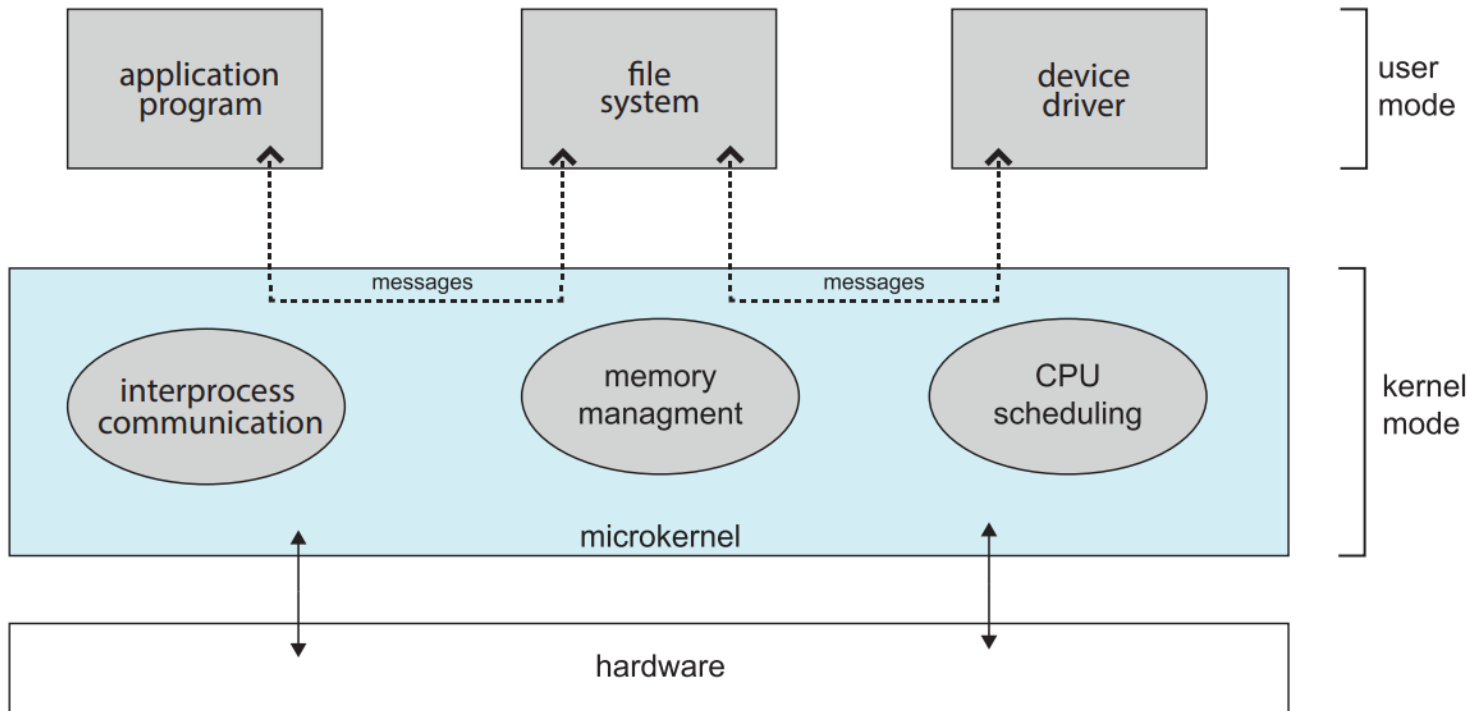 application
program
file
system
device
driver
user
mode
messages
messages
interprocess
communication
memory
managment
CPU
scheduling
kernel
mode
microkernel
hardware